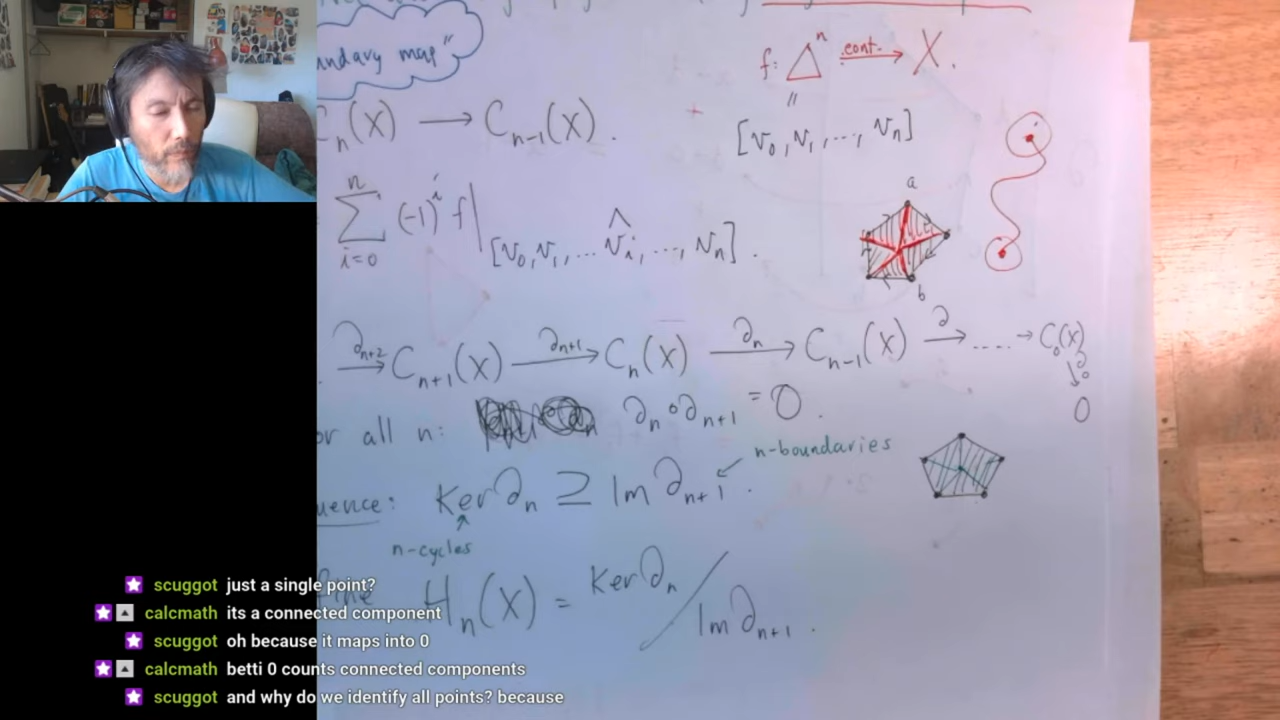 ndary map"
f: Δⁿ cont. → X.
"
[v₀, v₁, ..., vₙ]
Cₙ(X) → Cₙ₋₁(X).
∑ᵢ₌₀ⁿ (-1)ⁱ f|[v₀, v₁, ... v̂ᵢ, ..., vₙ].
a
b
∂ₙ₊₂→ Cₙ₊₁(X) ∂ₙ₊₁→ Cₙ(X) ∂ₙ→ Cₙ₋₁(X) ∂→ ..... → C₀(X)
↓ ∂₀
0
or all n: ∂ₙ∘∂ₙ₊₁ = 0.
n-boundaries
uence: Ker ∂ₙ ⊇ Im ∂ₙ₊₁.
n-cycles
Hₙ(X) = Ker ∂ₙ / Im ∂ₙ₊₁.
scuggot just a single point?
calcmath its a connected component
scuggot oh because it maps into 0
calcmath betti 0 counts connected components
scuggot and why do we identify all points? because